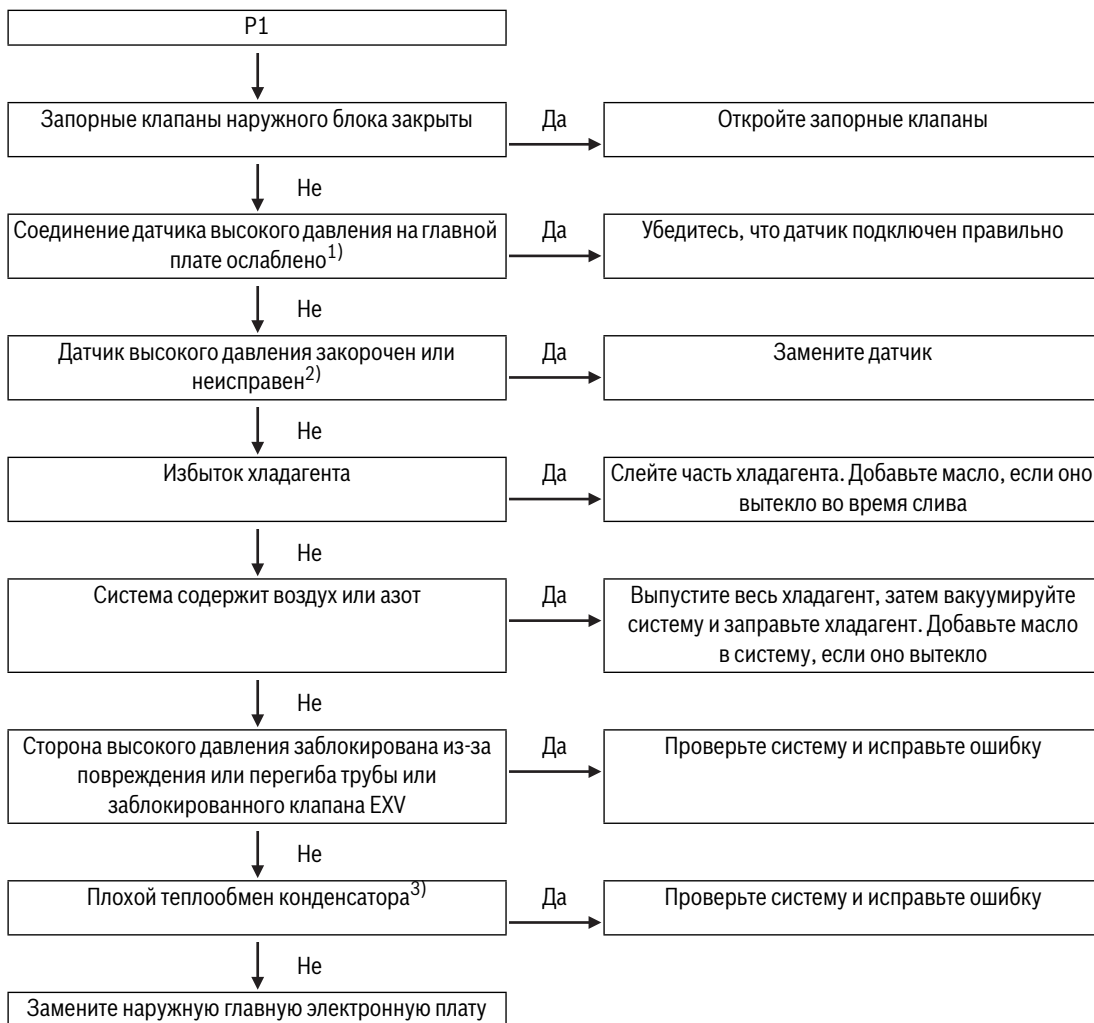 P1
Запорные клапаны наружного блока закрыты
Да
Откройте запорные клапаны
Не
Соединение датчика высокого давления на главной
плате ослаблено1)
Да
Убедитесь, что датчик подключен правильно
Не
Датчик высокого давления закорочен или
неисправен2)
Да
Замените датчик
Не
Избыток хладагента
Да
Слейте часть хладагента. Добавьте масло, если оно
вытекло во время слива
Не
Система содержит воздух или азот
Да
Выпустите весь хладагент, затем вакуумируйте
систему и заправьте хладагент. Добавьте масло
в систему, если оно вытекло
Не
Сторона высокого давления заблокирована из-за
повреждения или перегиба трубы или
заблокированного клапана EXV
Да
Проверьте систему и исправьте ошибку
Не
Плохой теплообмен конденсатора3)
Да
Проверьте систему и исправьте ошибку
Не
Замените наружную главную электронную плату